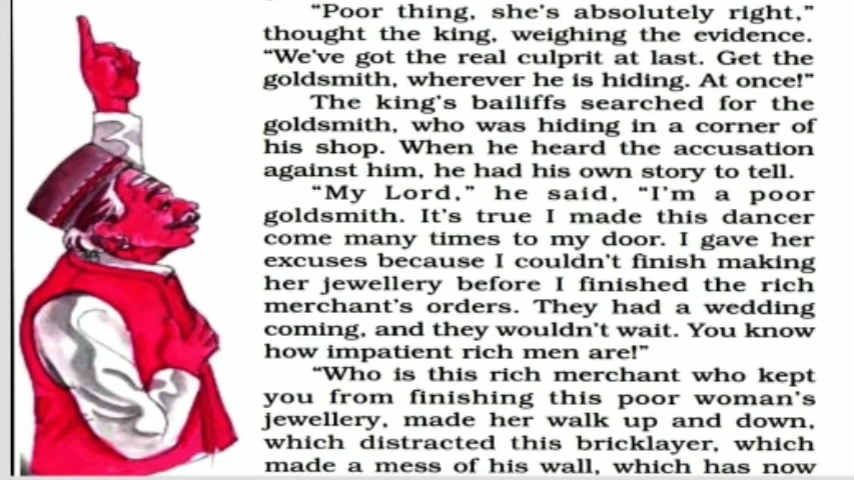 “Poor thing, she’s absolutely right,”
thought the king, weighing the evidence.
“We’ve got the real culprit at last. Get the
goldsmith, wherever he is hiding. At once!”
The king’s bailiffs searched for the
goldsmith, who was hiding in a corner of
his shop. When he heard the accusation
against him, he had his own story to tell.
“My Lord,” he said, “I’m a poor
goldsmith. It’s true I made this dancer
come many times to my door. I gave her
excuses because I couldn’t finish making
her jewellery before I finished the rich
merchant’s orders. They had a wedding
coming, and they wouldn’t wait. You know
how impatient rich men are!”
“Who is this rich merchant who kept
you from finishing this poor woman’s
jewellery, made her walk up and down,
which distracted this bricklayer, which
made a mess of his wall, which has now